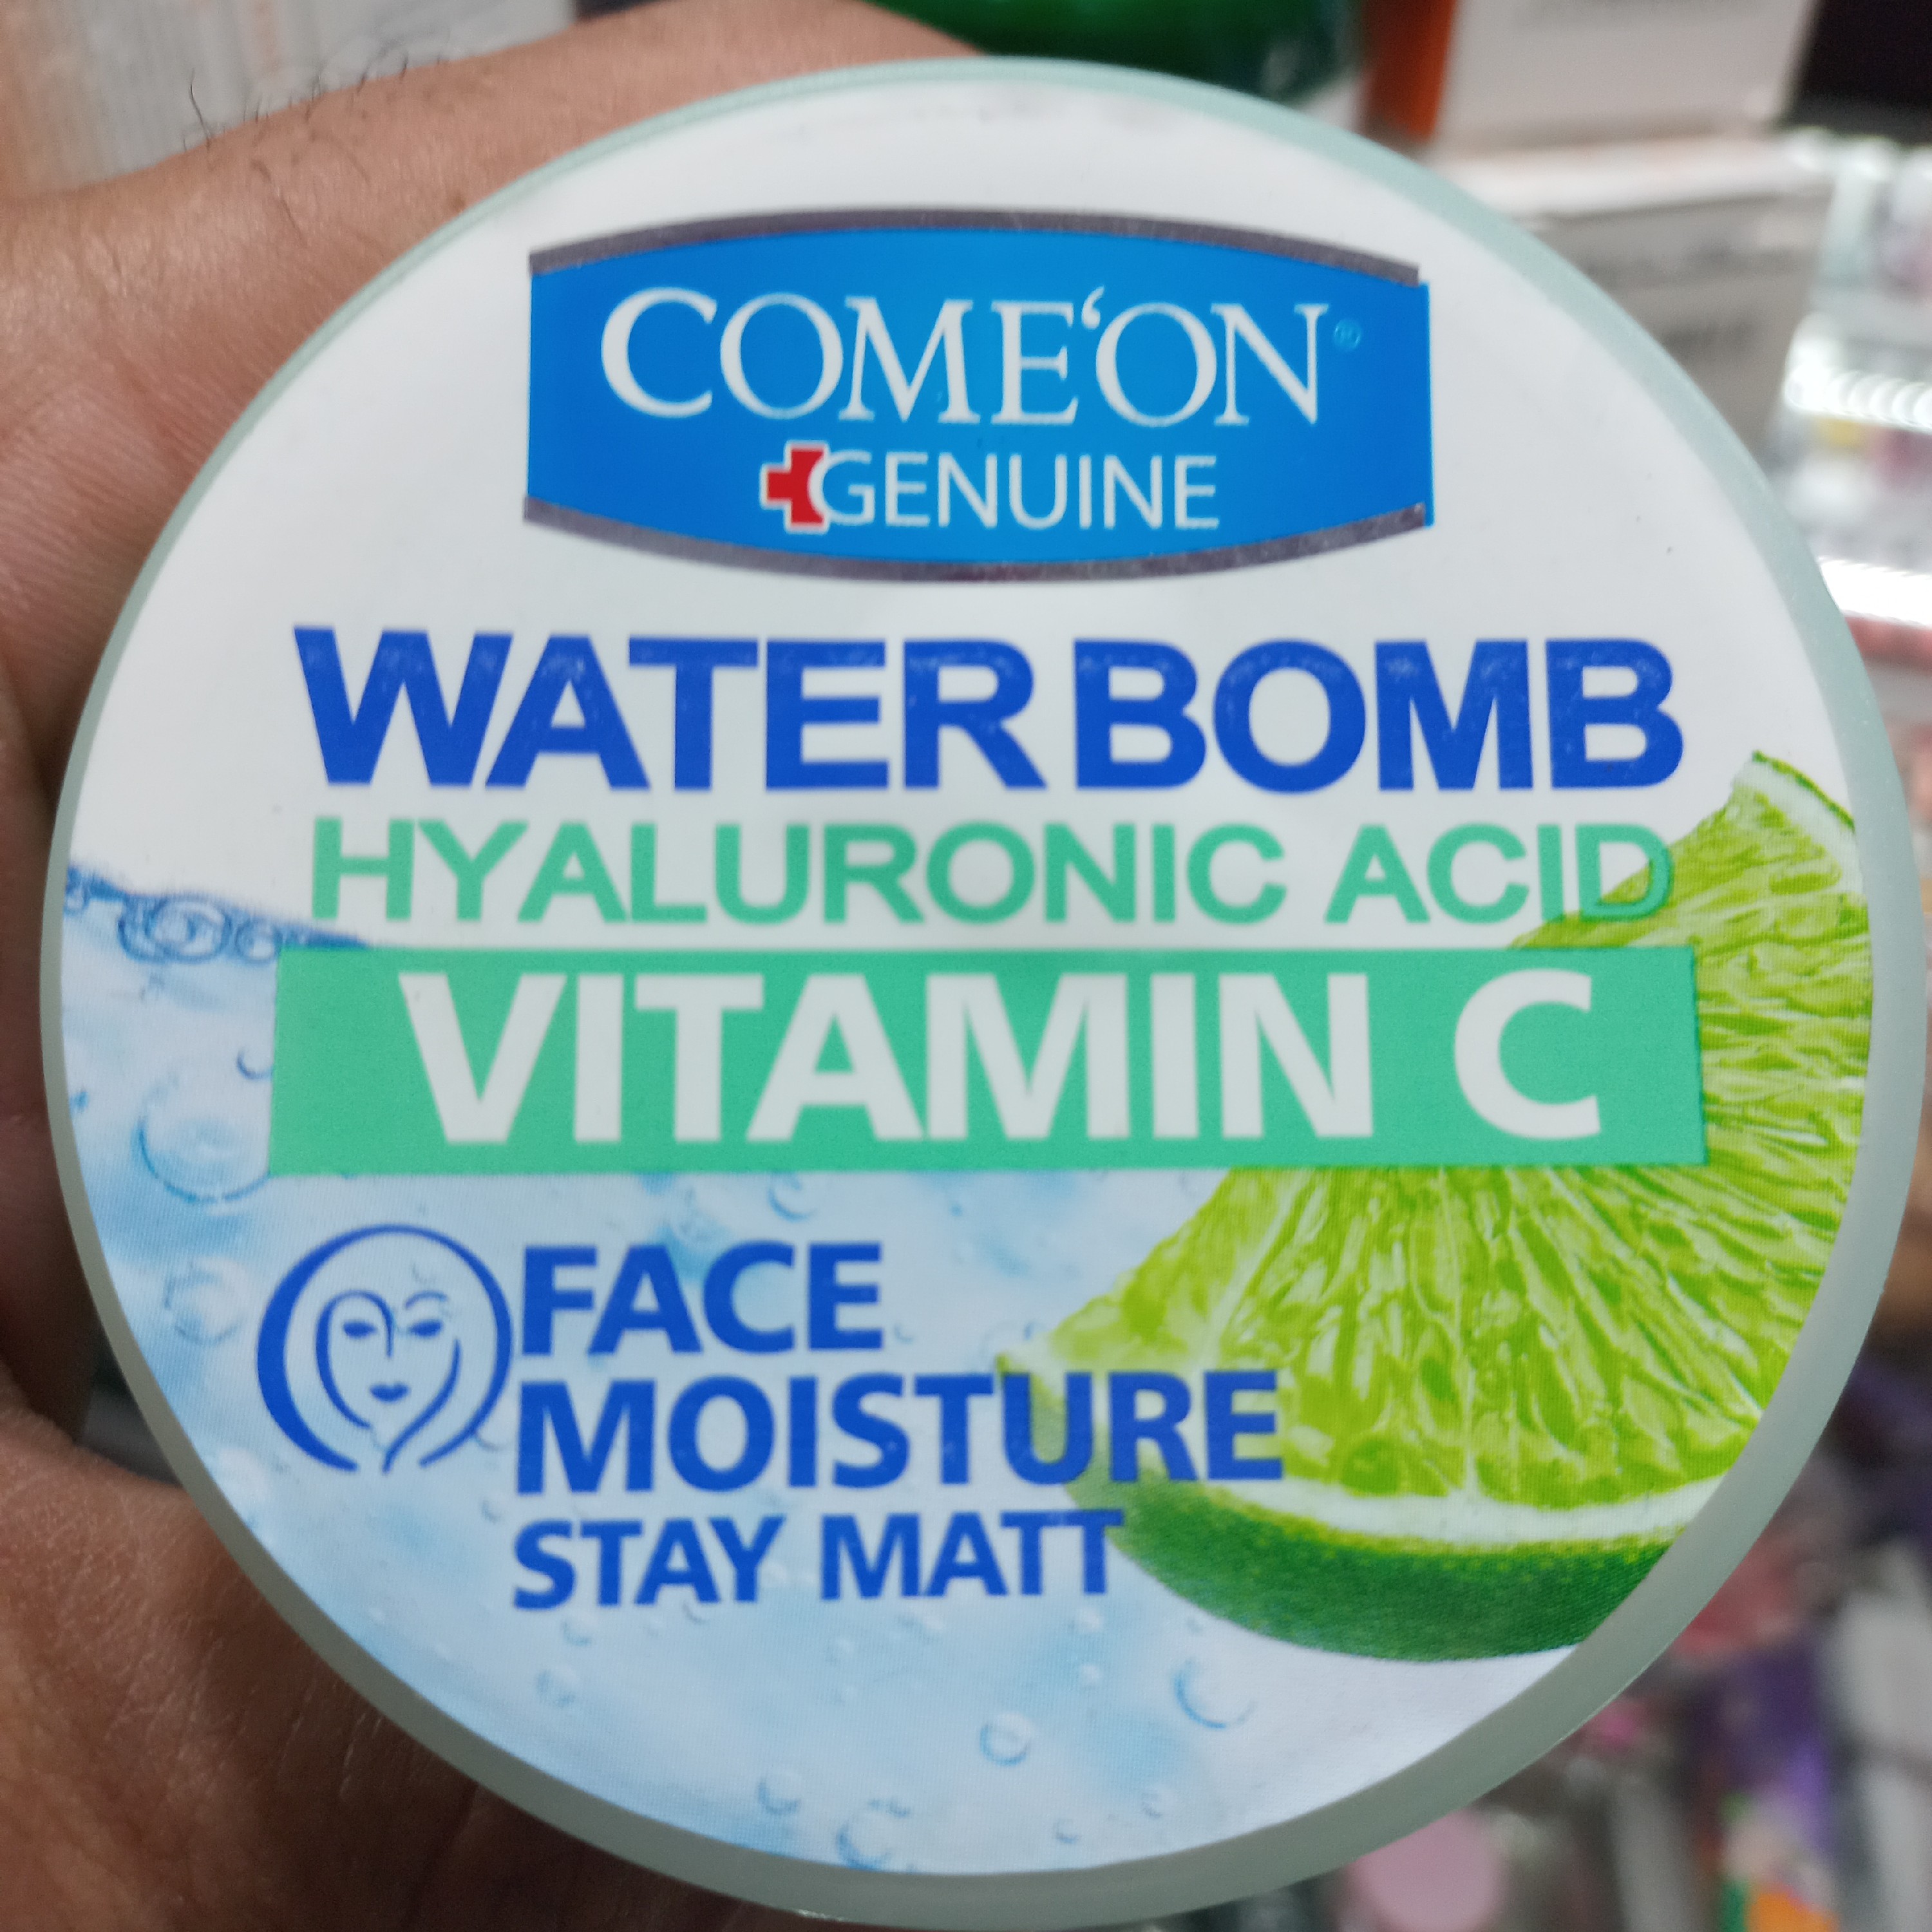 COME'ON®
GENUINE
WATER BOMB
HYALURONIC ACID
VITAMIN C
FACE
MOISTURE
STAY MATT